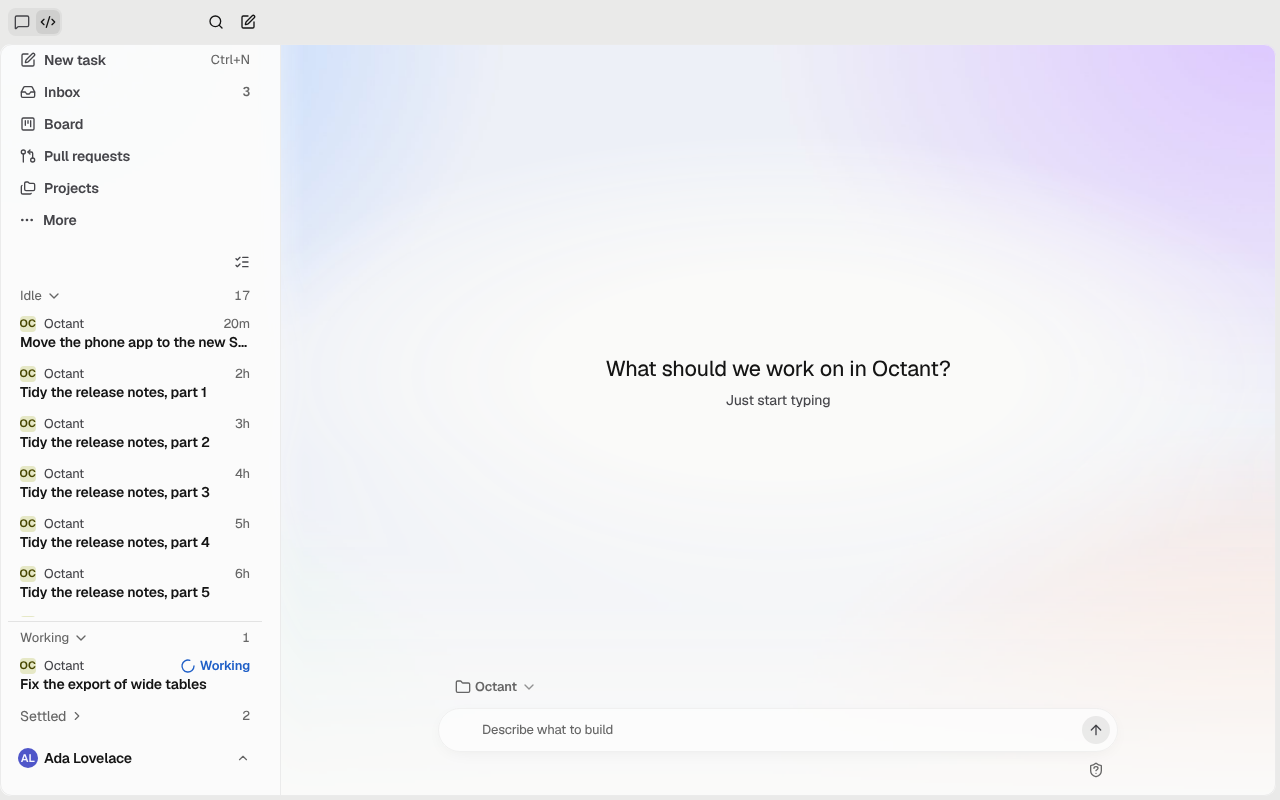 New task Ctrl+N
Inbox 3
Board
Pull requests
Projects
More
Idle 17
OC Octant 20m
Move the phone app to the new S...
OC Octant 2h
Tidy the release notes, part 1
OC Octant 3h
Tidy the release notes, part 2
OC Octant 4h
Tidy the release notes, part 3
OC Octant 5h
Tidy the release notes, part 4
OC Octant 6h
Tidy the release notes, part 5
Working 1
OC Octant Working
Fix the export of wide tables
Settled 2
AL Ada Lovelace
What should we work on in Octant?
Just start typing
Octant
Describe what to build